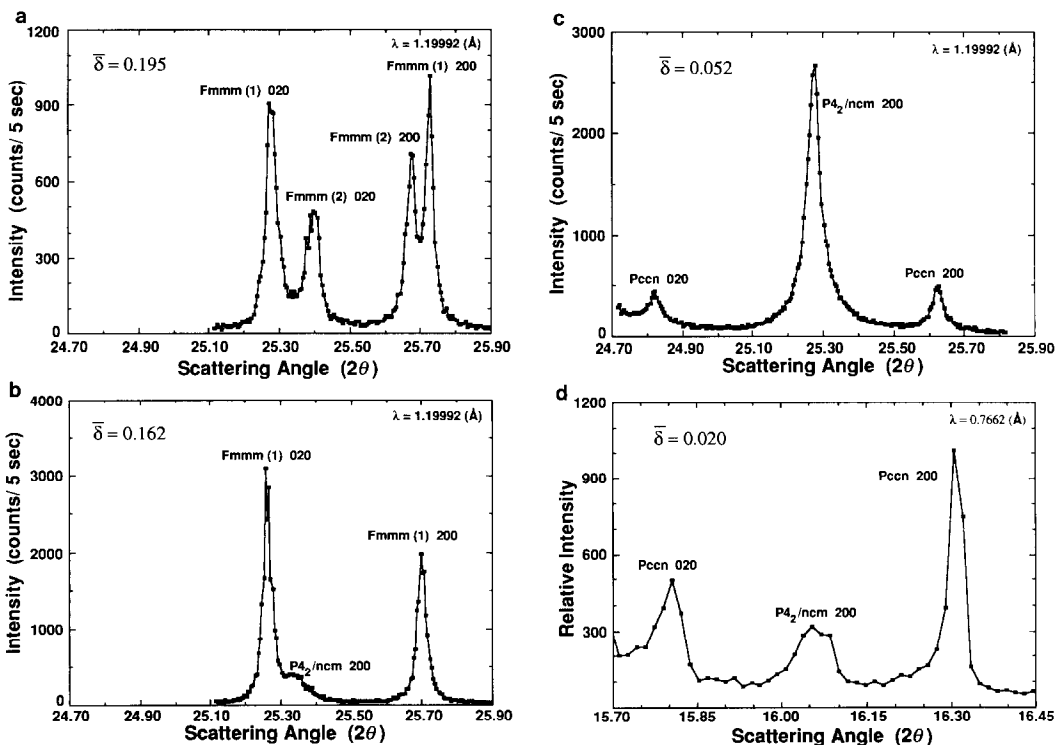 a
1200
900
600
300
0
24.70 24.90 25.10 25.30 25.50 25.70 25.90
Intensity (counts/ 5 sec)
Scattering Angle (2θ)
δ̅ = 0.195
λ = 1.19992 (Å)
Fmmm (1) 020
Fmmm (2) 020
Fmmm (2) 200
Fmmm (1) 200
b
4000
3000
2000
1000
0
24.70 24.90 25.10 25.30 25.50 25.70 25.90
Intensity (counts/ 5 sec)
Scattering Angle (2θ)
δ̅ = 0.162
λ = 1.19992 (Å)
Fmmm (1) 020
P4₂/ncm 200
Fmmm (1) 200
c
3000
2000
1000
0
24.70 24.90 25.10 25.30 25.50 25.70 25.90
Intensity (counts/ 5 sec)
Scattering Angle (2θ)
δ̅ = 0.052
λ = 1.19992 (Å)
Pccn 020
P4₂/ncm 200
Pccn 200
d
1200
900
600
300
0
15.70 15.85 16.00 16.15 16.30 16.45
Relative Intensity
Scattering Angle (2θ)
δ̅ = 0.020
λ = 0.7662 (Å)
Pccn 020
P4₂/ncm 200
Pccn 200